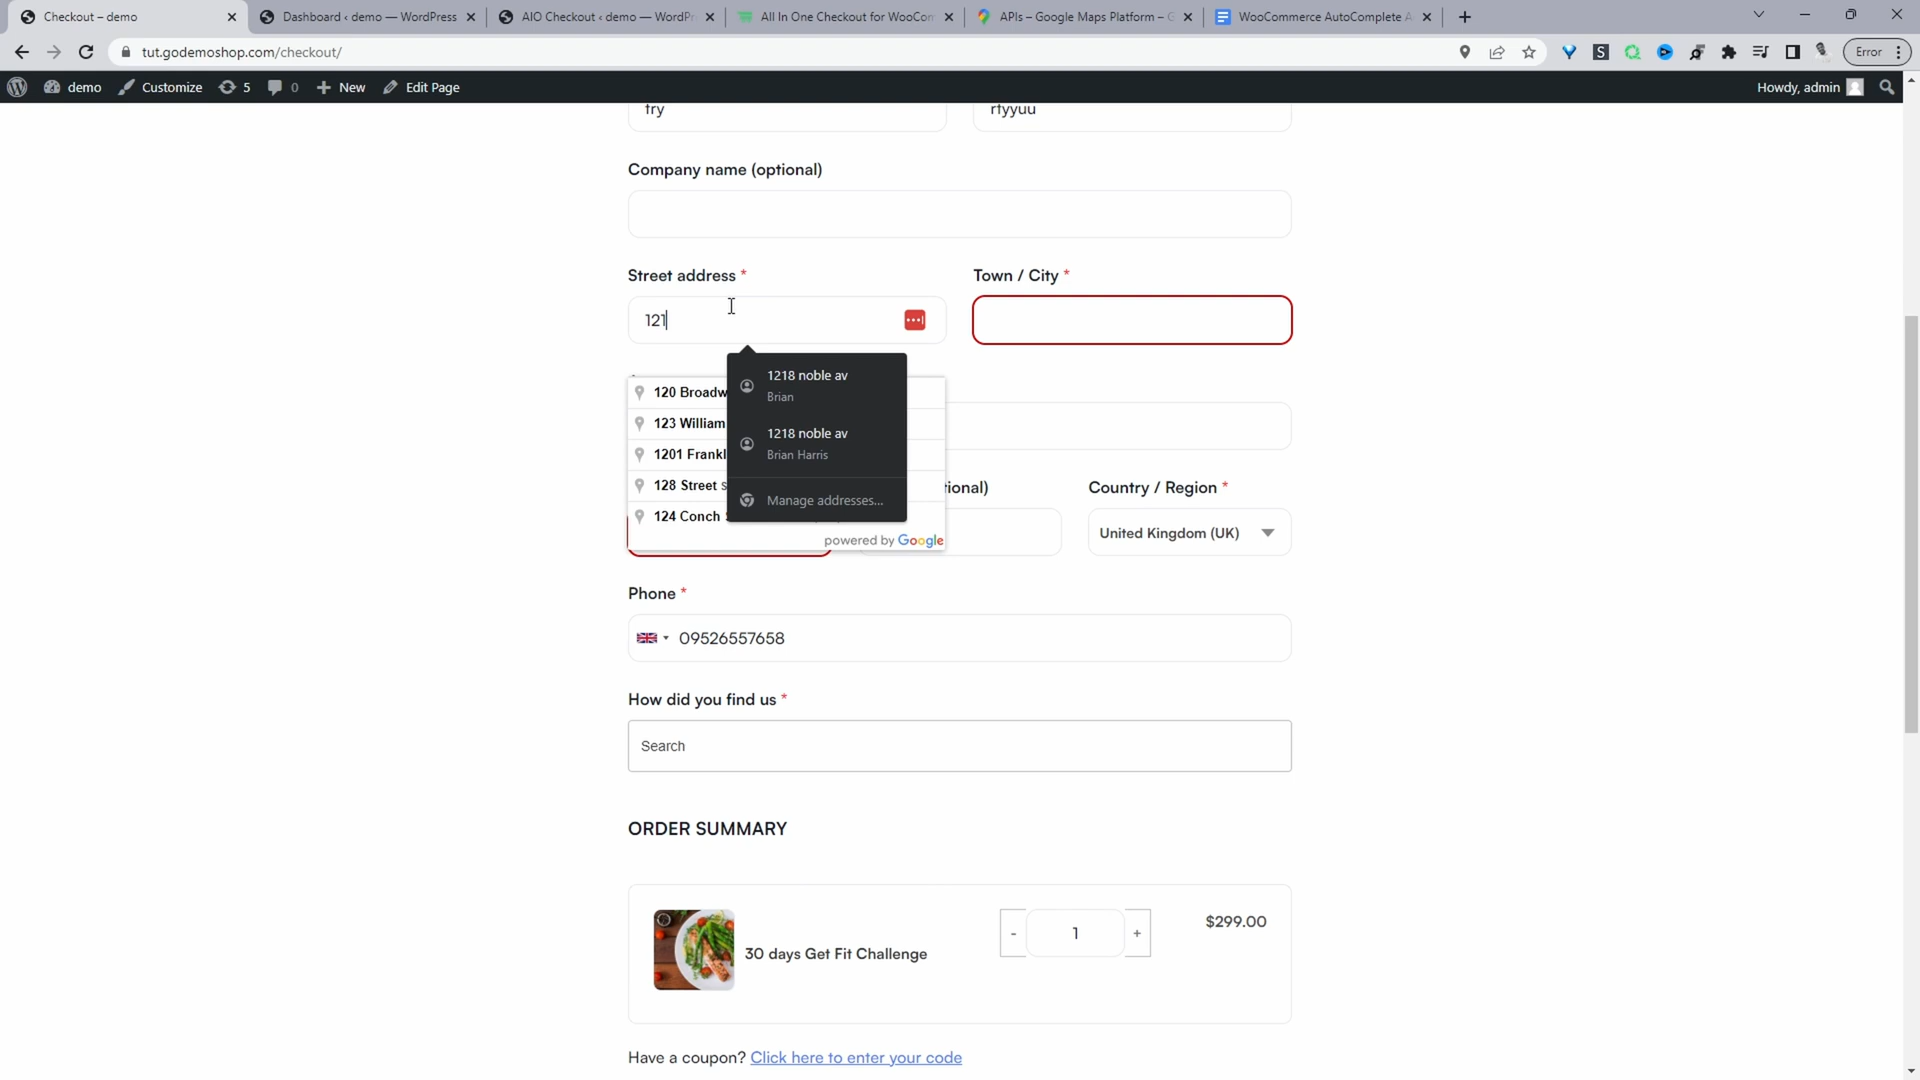 Checkout – demo
Dashboard ‹ demo — WordPress
AIO Checkout ‹ demo — WordPr
All In One Checkout for WooCom
APIs – Google Maps Platform –
WooCommerce AutoComplete A
tut.godemoshop.com/checkout/
Error
demo
Customize
5
0
New
Edit Page
Howdy, admin
fry
rfyyuu
Company name (optional)
Street address *
Town / City *
121
1218 noble av
Brian
1218 noble av
Brian Harris
Manage addresses...
120 Broadw
123 William
1201 Frankl
128 Street s
124 Conch
powered by Google
tional)
Country / Region *
United Kingdom (UK)
Phone *
09526557658
How did you find us *
Search
ORDER SUMMARY
30 days Get Fit Challenge
-
1
+
$299.00
Have a coupon? Click here to enter your code